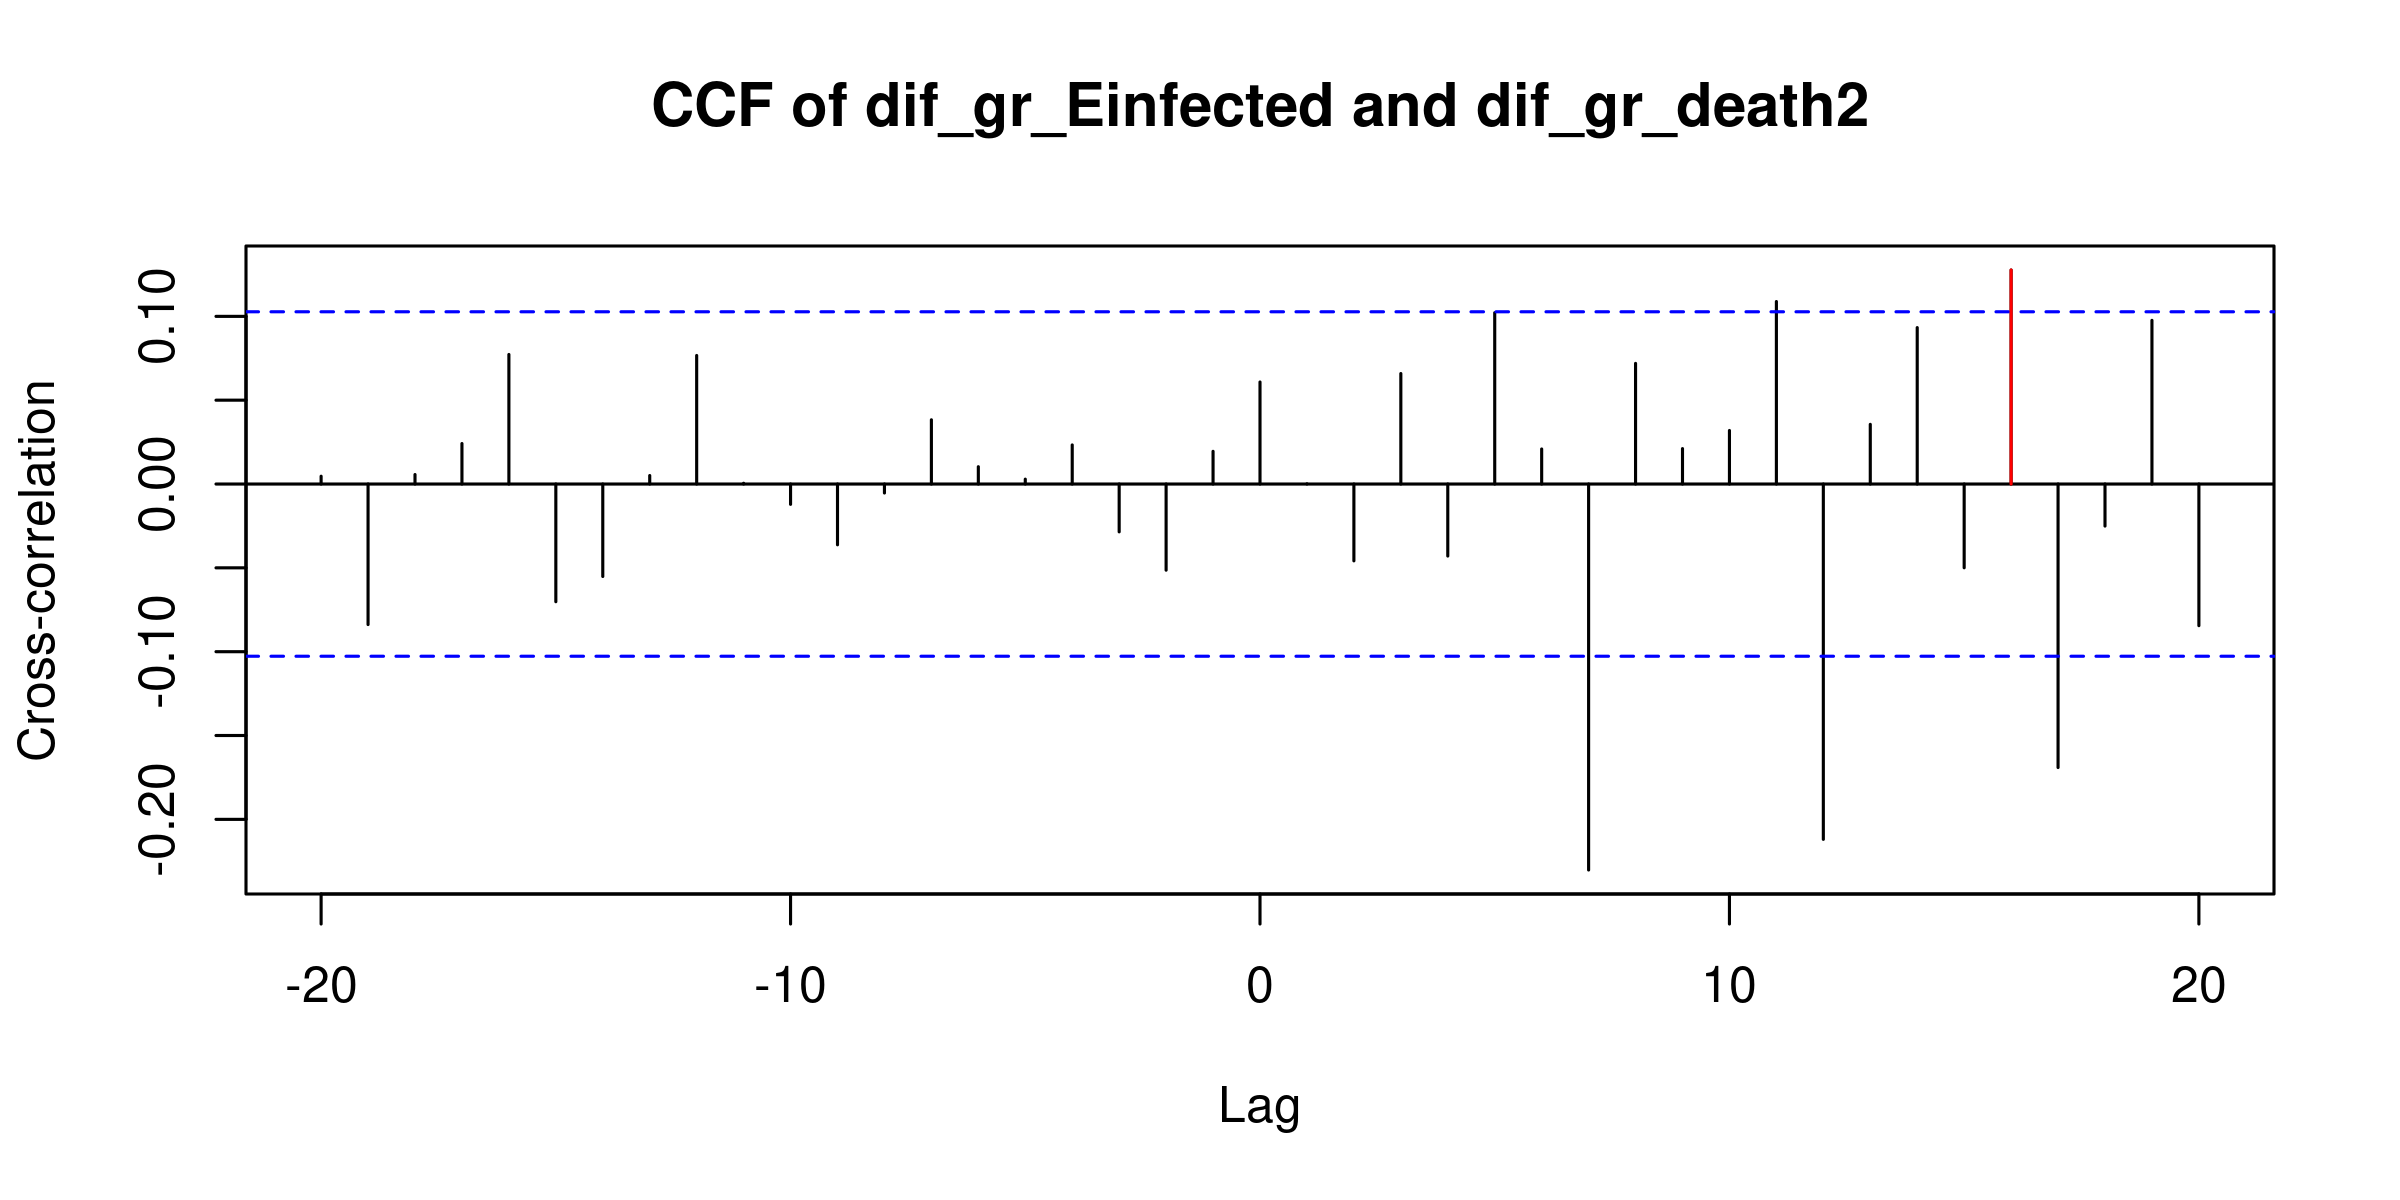 CCF of dif_gr_Einfected and dif_gr_death2
Cross-correlation
0.10
0.00
-0.10
-0.20
-20 -10 0 10 20
Lag